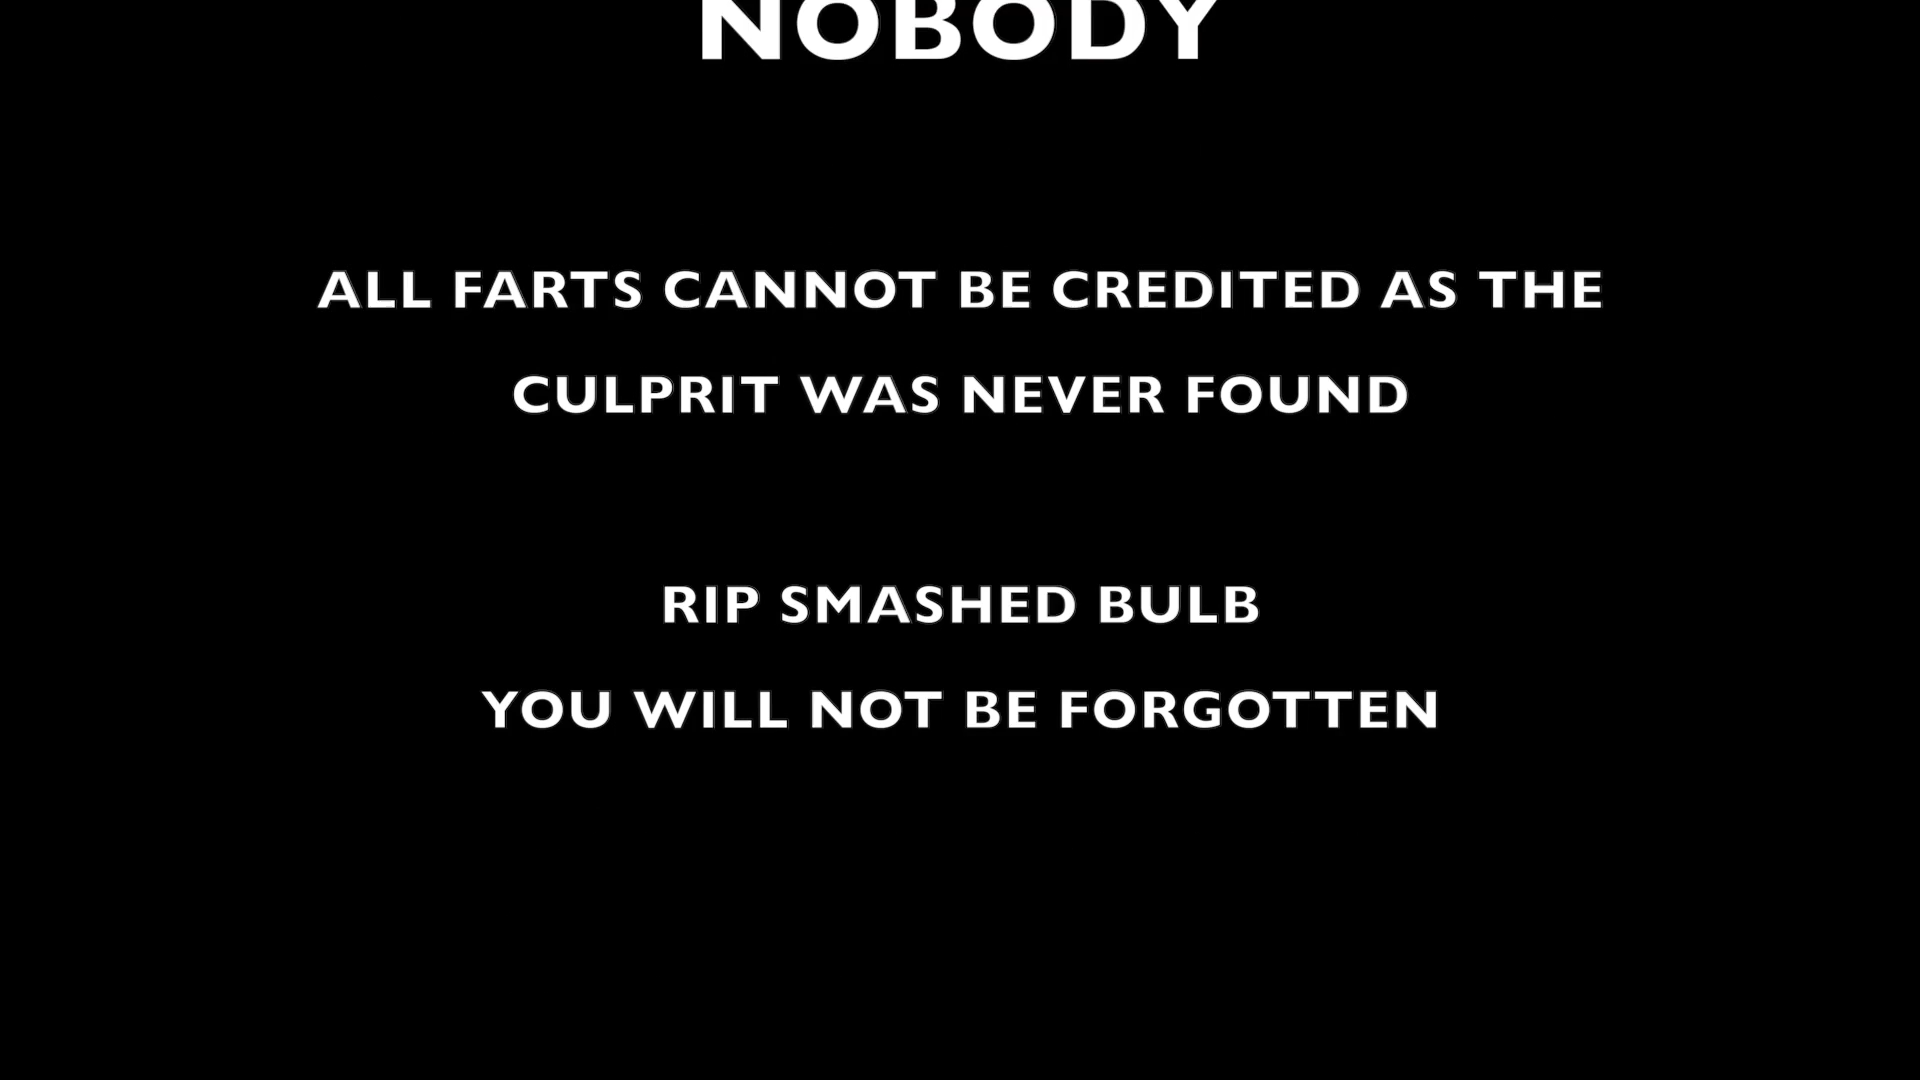 NOBODY
ALL FARTS CANNOT BE CREDITED AS THE
CULPRIT WAS NEVER FOUND
RIP SMASHED BULB
YOU WILL NOT BE FORGOTTEN